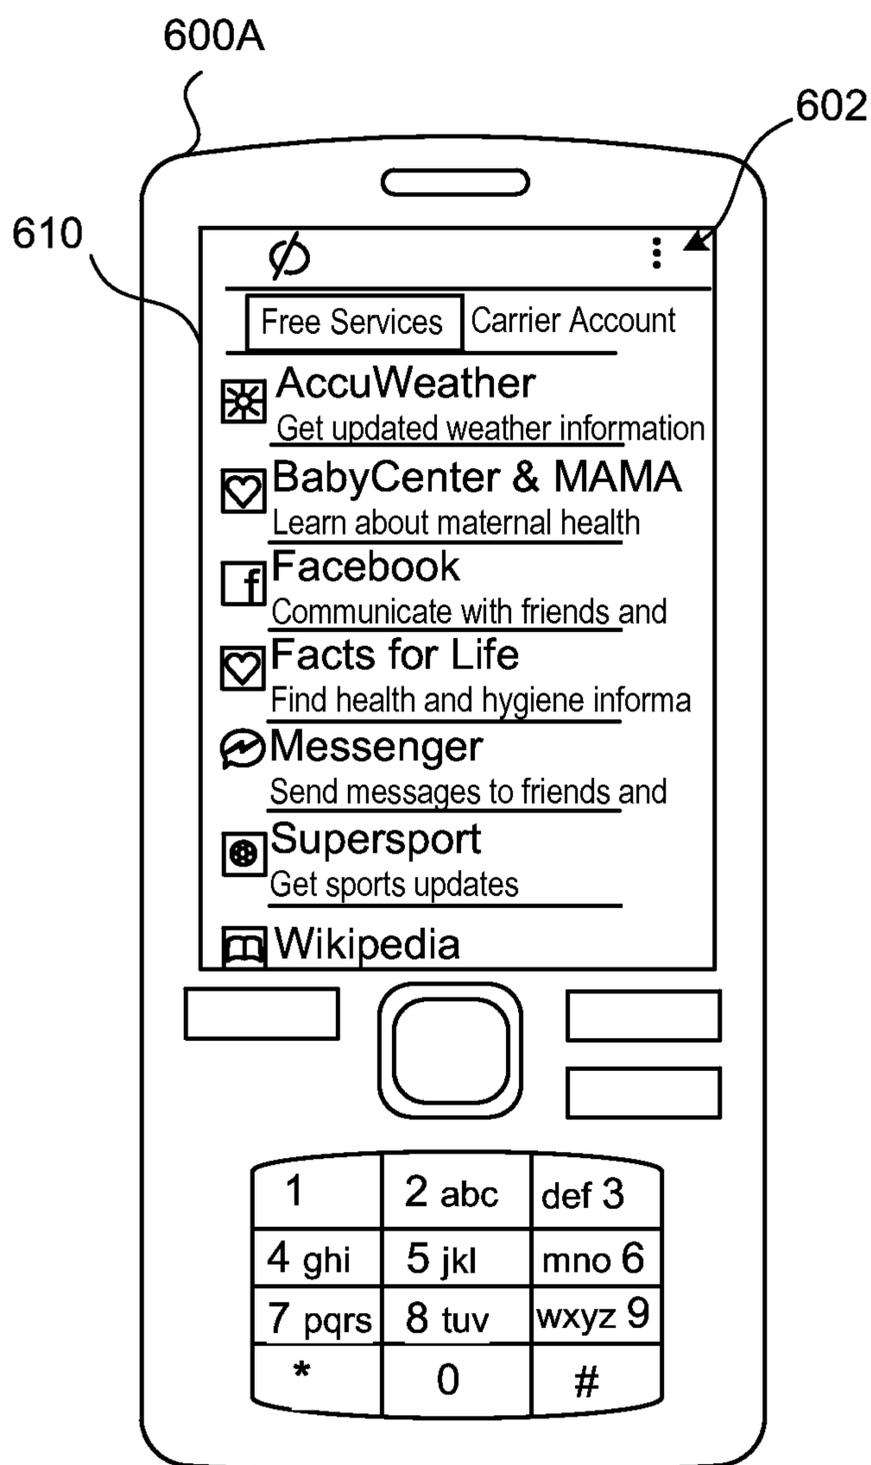 600A
602
610
Free Services Carrier Account
AccuWeather
Get updated weather information
BabyCenter & MAMA
Learn about maternal health
f
Facebook
Communicate with friends and
Facts for Life
Find health and hygiene informa
Messenger
Send messages to friends and
Supersport
Get sports updates
Wikipedia
1 2 abc def 3
4 ghi 5 jkl mno 6
7 pqrs 8 tuv wxyz 9
* 0 #